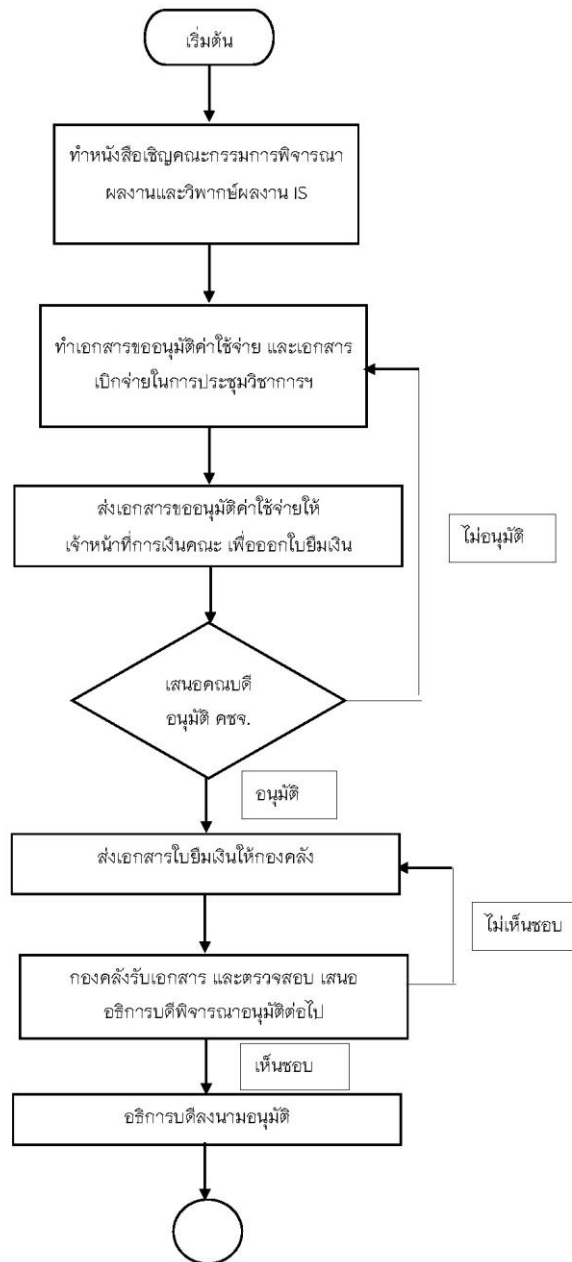 เริ่มต้น
ทำหนังสือเชิญคณะกรรมการพิจารณา
ผลงานและวิพากษ์ผลงาน IS
ทำเอกสารขออนุมัติค่าใช้จ่าย และเอกสาร
เบิกจ่ายในการประชุมวิชาการฯ
ส่งเอกสารขออนุมัติค่าใช้จ่ายให้
เจ้าหน้าที่การเงินคณะ เพื่อออกใบยืมเงิน
ไม่อนุมัติ
เสนอคณบดี
อนุมัติ คชจ.
อนุมัติ
ส่งเอกสารใบยืมเงินให้กองคลัง
ไม่เห็นชอบ
กองคลังรับเอกสาร และตรวจสอบ เสนอ
อธิการบดีพิจารณาอนุมัติต่อไป
เห็นชอบ
อธิการบดีลงนามอนุมัติ